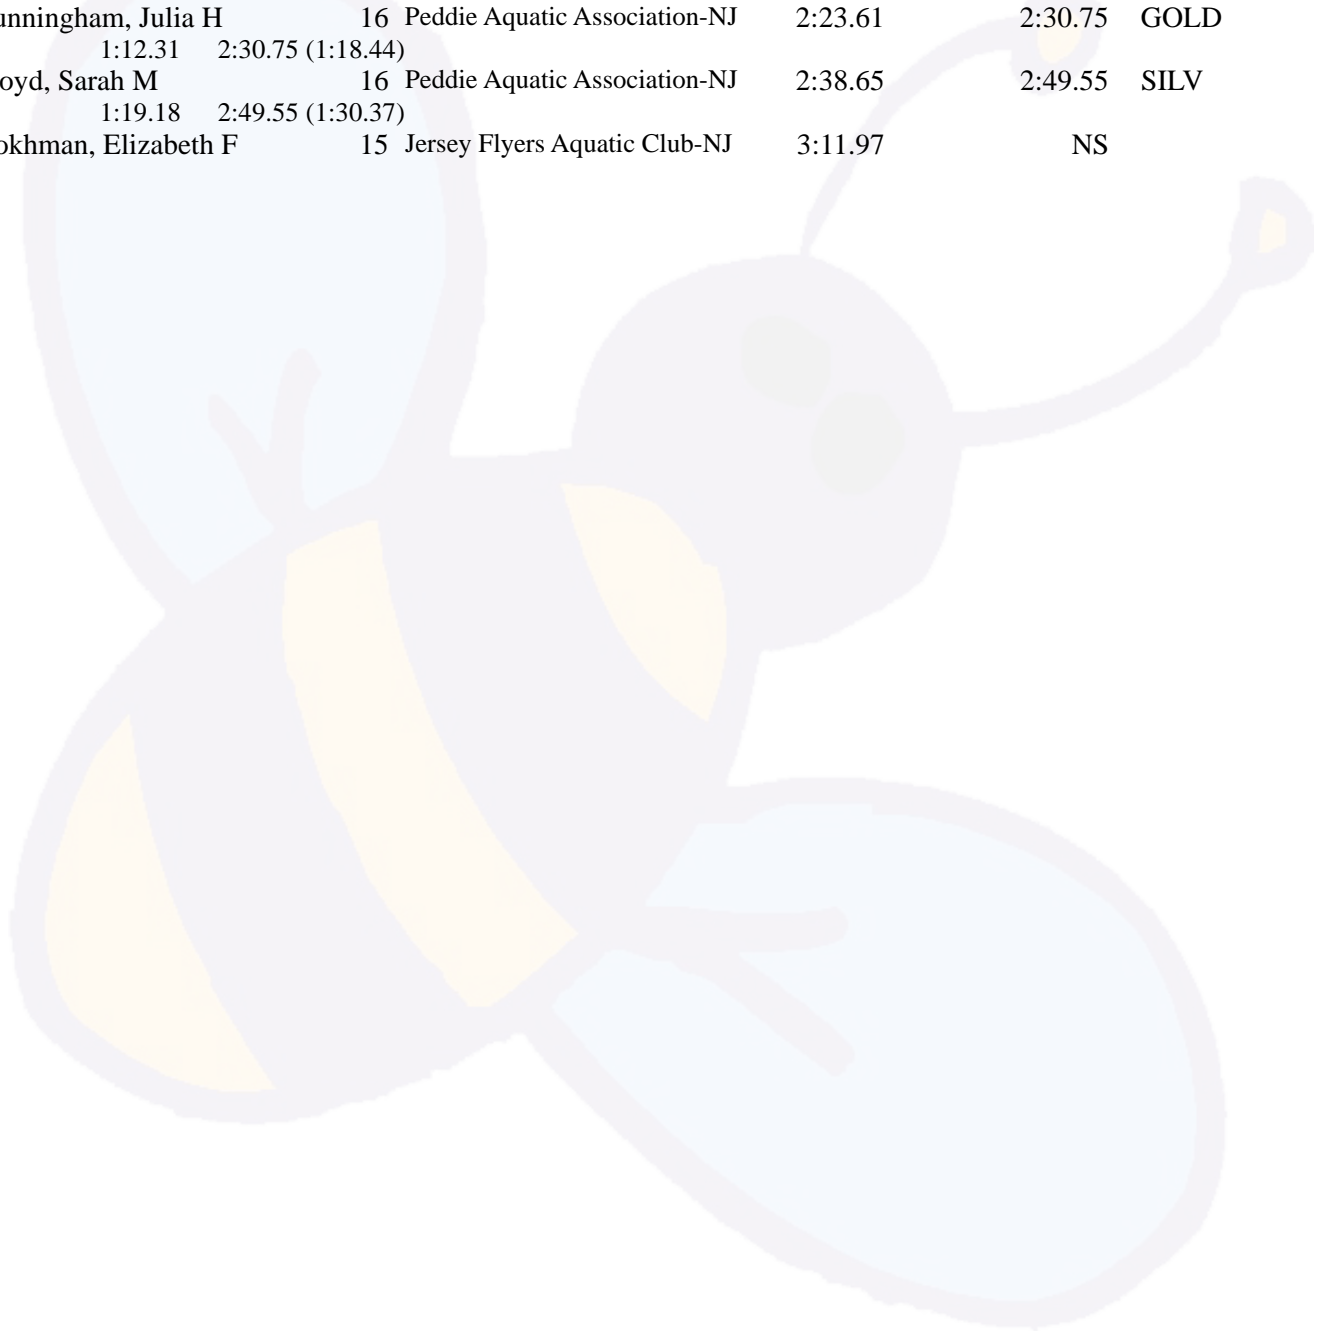 unningham, Julia H 16 Peddie Aquatic Association-NJ 2:23.61 2:30.75 GOLD
1:12.31 2:30.75 (1:18.44)
oyd, Sarah M 16 Peddie Aquatic Association-NJ 2:38.65 2:49.55 SILV
1:19.18 2:49.55 (1:30.37)
okhman, Elizabeth F 15 Jersey Flyers Aquatic Club-NJ 3:11.97 NS